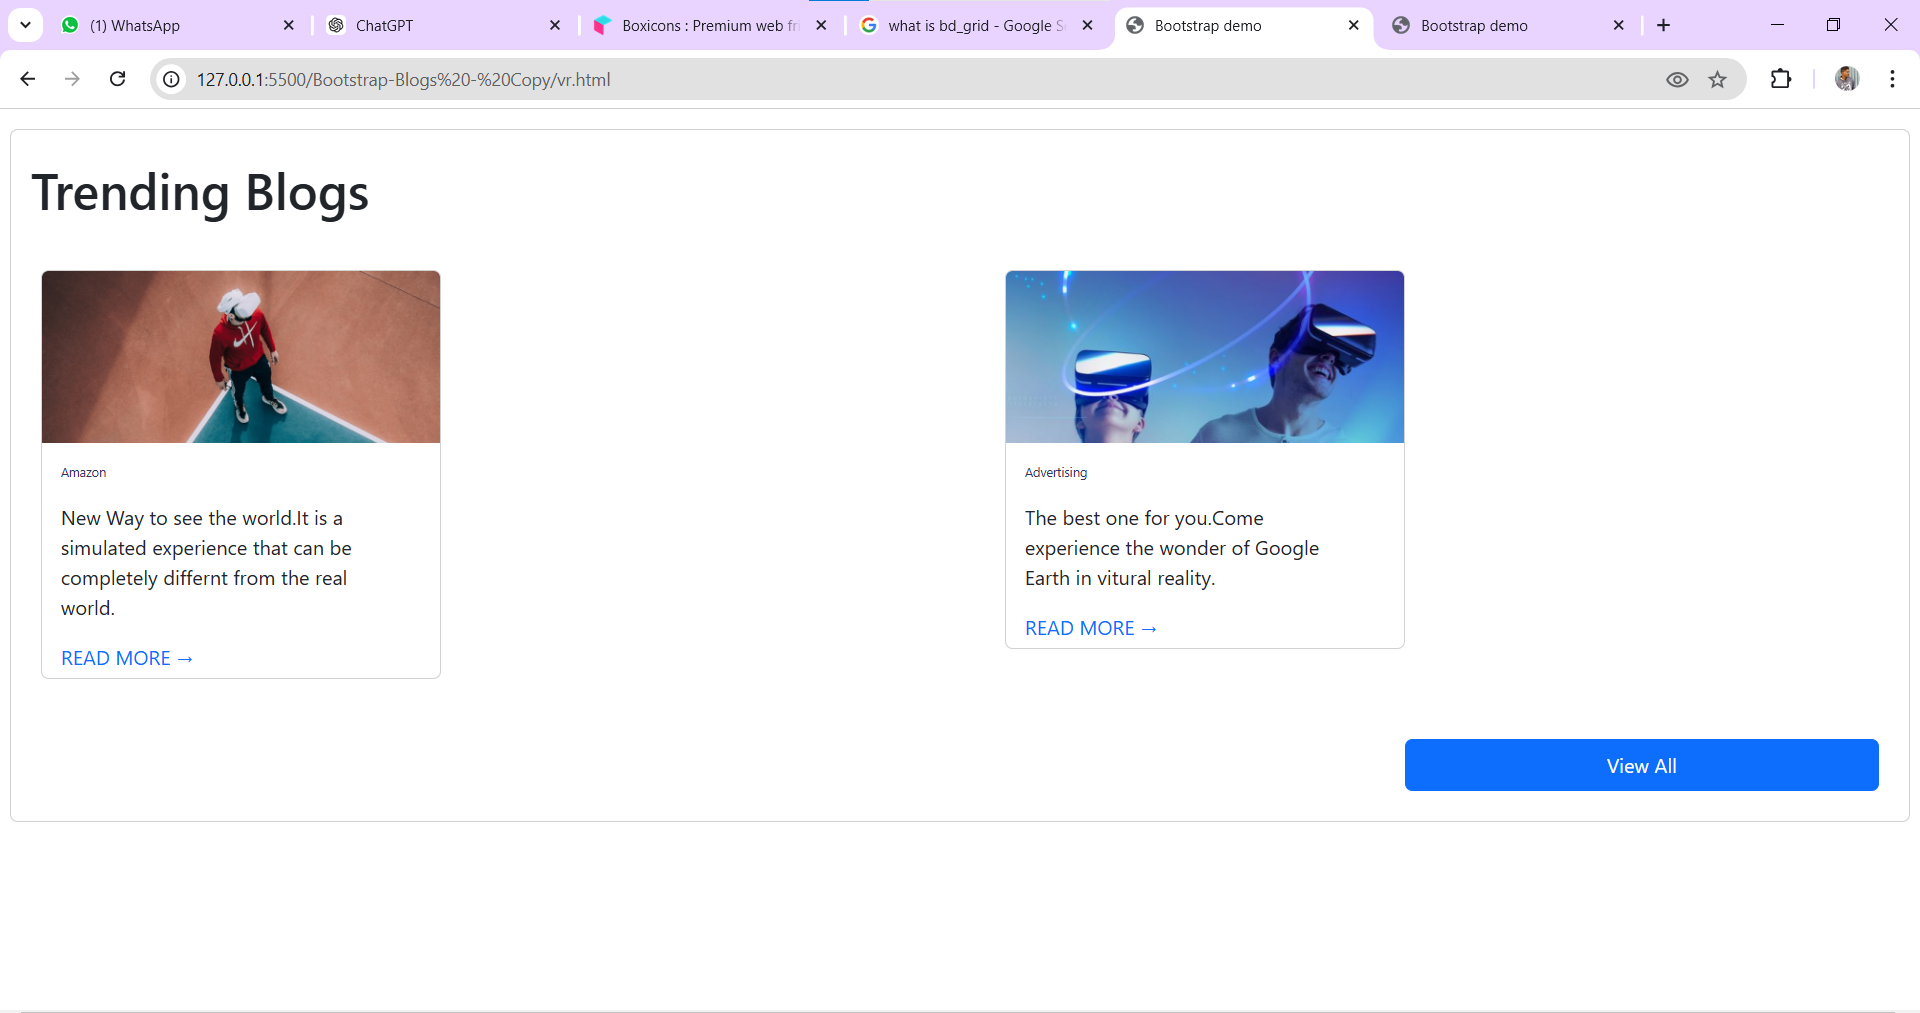 (1) WhatsApp
ChatGPT
Boxicons : Premium web fri
what is bd_grid - Google Se
Bootstrap demo
Bootstrap demo
127.0.0.1:5500/Bootstrap-Blogs%20-%20Copy/vr.html
Trending Blogs
Amazon
New Way to see the world.It is a
simulated experience that can be
completely differnt from the real
world.
READ MORE →
Advertising
The best one for you.Come
experience the wonder of Google
Earth in vitural reality.
READ MORE →
View All